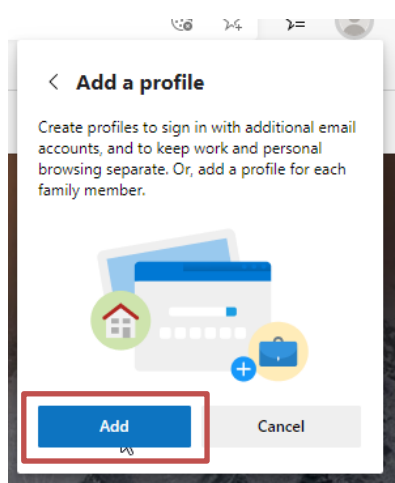 Add a profile
Create profiles to sign in with additional email
accounts, and to keep work and personal
browsing separate. Or, add a profile for each
family member.
Add
Cancel